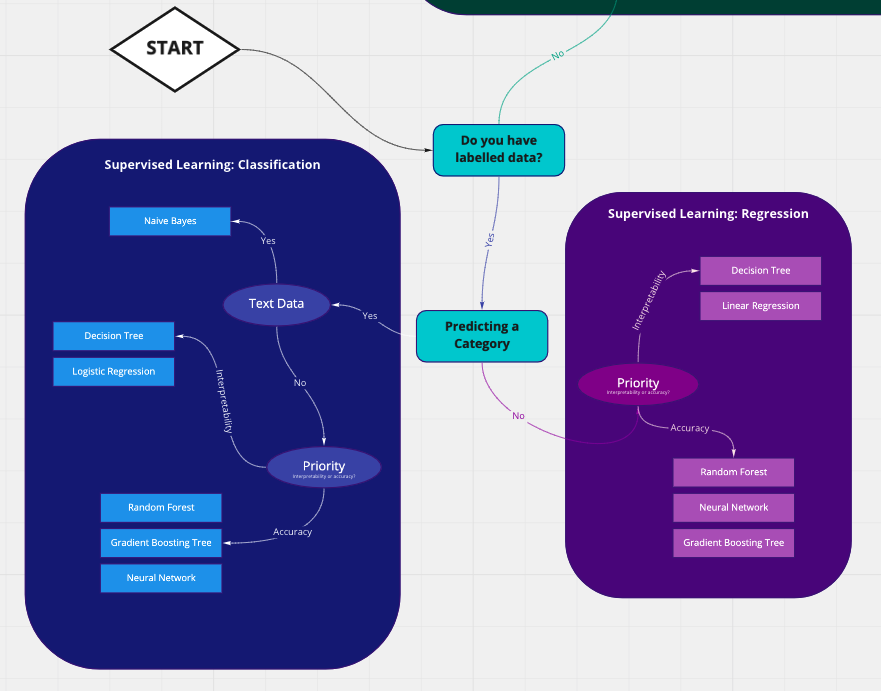 START
No
Do you have
labelled data?
Yes
Predicting a
Category
Yes
No
Supervised Learning: Classification
Naive Bayes
Yes
Text Data
Decision Tree
Logistic Regression
Interpretability
No
Priority
Interpretability or accuracy?
Random Forest
Accuracy
Gradient Boosting Tree
Neural Network
Supervised Learning: Regression
Decision Tree
Interpretability
Linear Regression
Priority
Interpretability or accuracy?
Accuracy
Random Forest
Neural Network
Gradient Boosting Tree